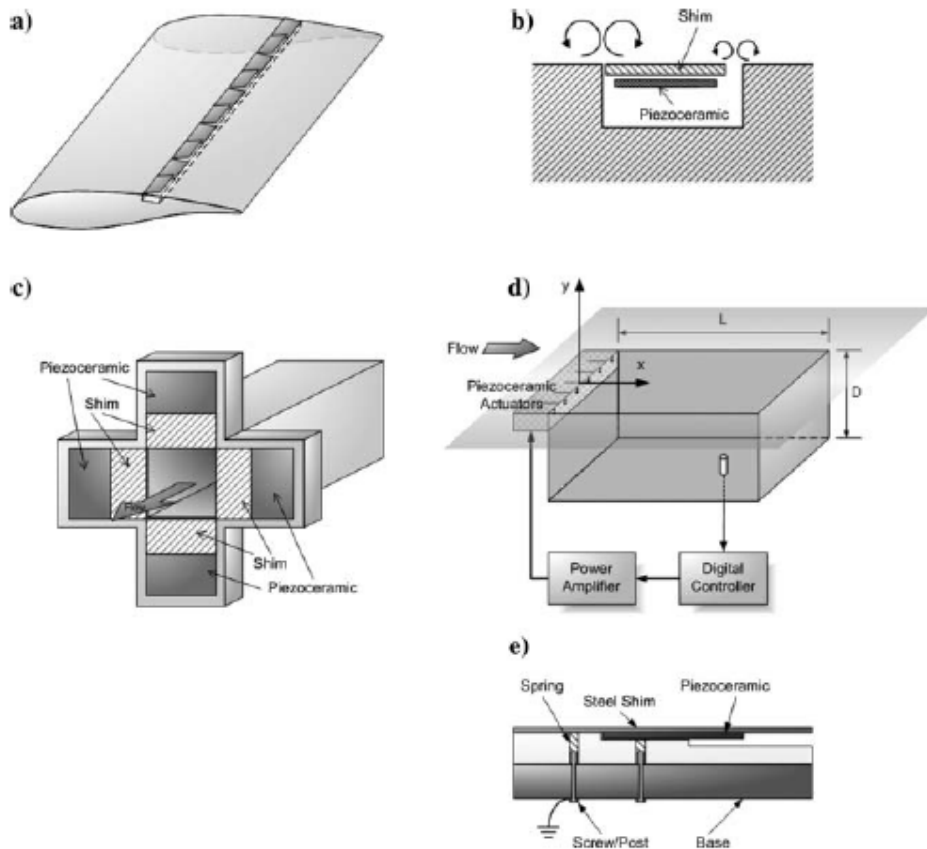 a)
b)
Shim
Piezoceramic
c)
Piezoceramic
Shim
Flow
Shim
Piezoceramic
d)
y
L
Flow
x
D
Piezoceramic
Actuators
Power
Amplifier
Digital
Controller
e)
Spring
Steel Shim
Piezoceramic
Screw/Post
Base